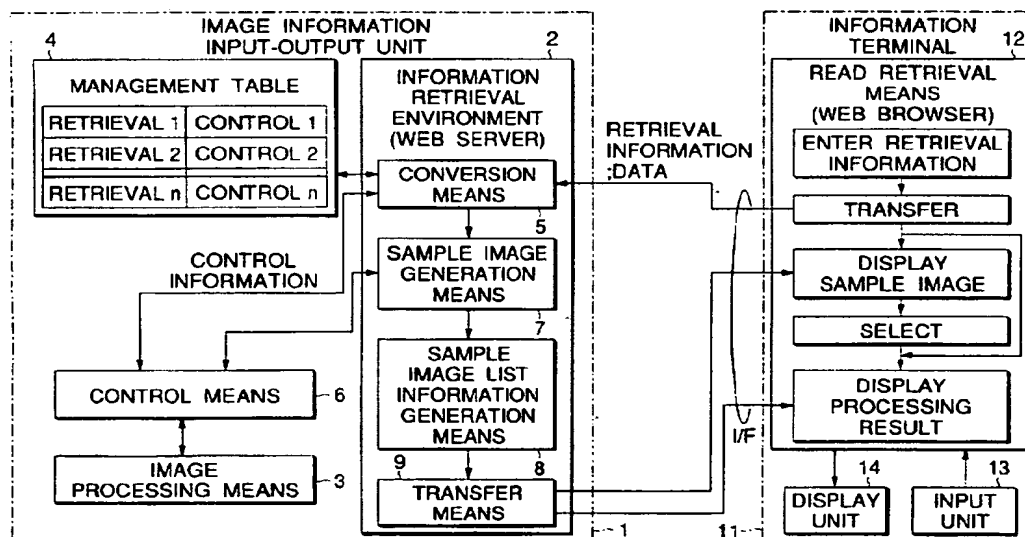 IMAGE INFORMATION
INPUT-OUTPUT UNIT
4
MANAGEMENT TABLE
RETRIEVAL 1 CONTROL 1
RETRIEVAL 2 CONTROL 2
RETRIEVAL n CONTROL n
2
INFORMATION
RETRIEVAL
ENVIRONMENT
(WEB SERVER)
CONVERSION
MEANS
5
SAMPLE IMAGE
GENERATION
MEANS
7
SAMPLE
IMAGE LIST
INFORMATION
GENERATION
MEANS
8
9
TRANSFER
MEANS
CONTROL
INFORMATION
CONTROL MEANS
6
IMAGE
PROCESSING MEANS
3
1
RETRIEVAL
INFORMATION
;DATA
I/F
INFORMATION
TERMINAL
12
READ RETRIEVAL
MEANS
(WEB BROWSER)
ENTER RETRIEVAL
INFORMATION
TRANSFER
DISPLAY
SAMPLE IMAGE
SELECT
DISPLAY
PROCESSING
RESULT
11
14
DISPLAY
UNIT
13
INPUT
UNIT